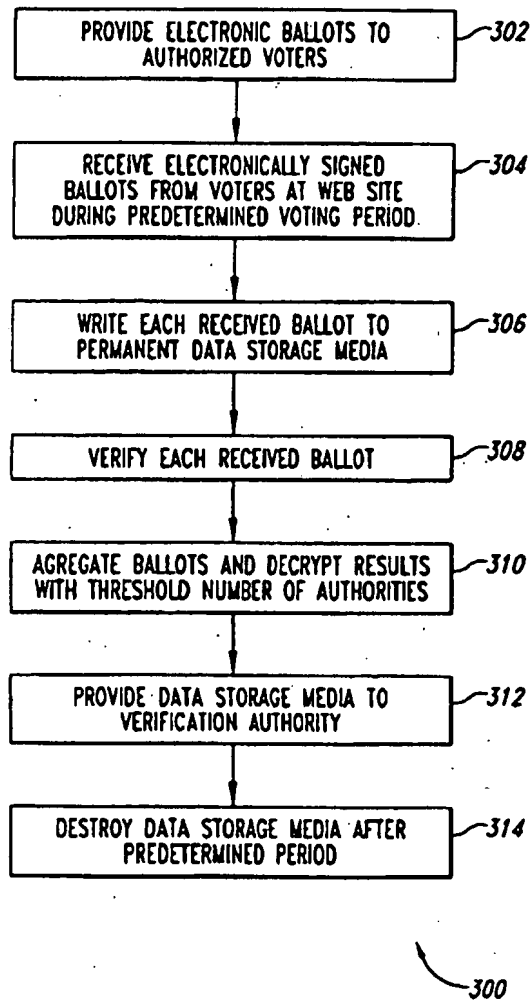 PROVIDE ELECTRONIC BALLOTS TO
AUTHORIZED VOTERS
302
RECEIVE ELECTRONICALLY SIGNED
BALLOTS FROM VOTERS AT WEB SITE
DURING PREDETERMINED VOTING PERIOD
304
WRITE EACH RECEIVED BALLOT TO
PERMANENT DATA STORAGE MEDIA
306
VERIFY EACH RECEIVED BALLOT
308
AGREGATE BALLOTS AND DECRYPT RESULTS
WITH THRESHOLD NUMBER OF AUTHORITIES
310
PROVIDE DATA STORAGE MEDIA TO
VERIFICATION AUTHORITY
312
DESTROY DATA STORAGE MEDIA AFTER
PREDETERMINED PERIOD
314
300